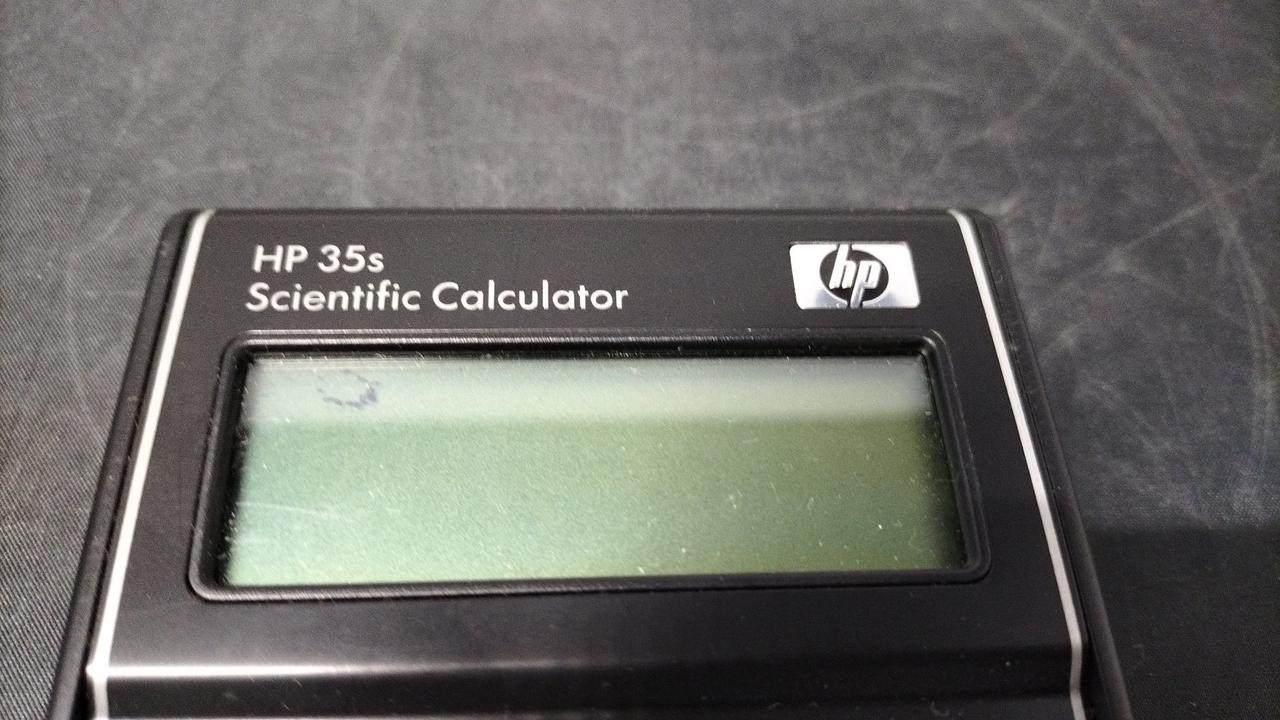 HP 35s
Scientific Calculator
hp